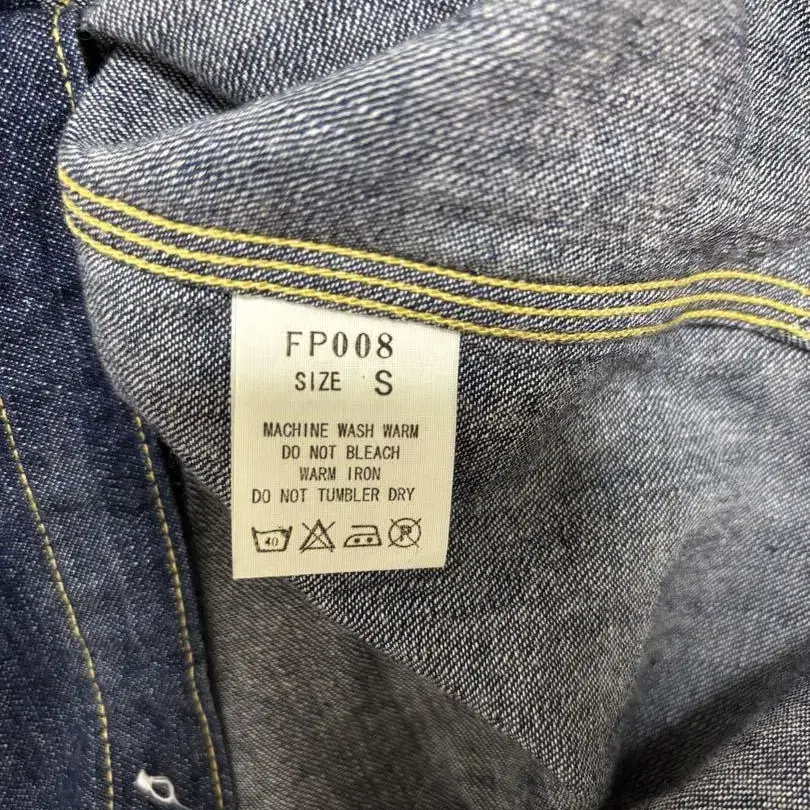 FP008
SIZE S
MACHINE WASH WARM
DO NOT BLEACH
WARM IRON
DO NOT TUMBLER DRY
40 P